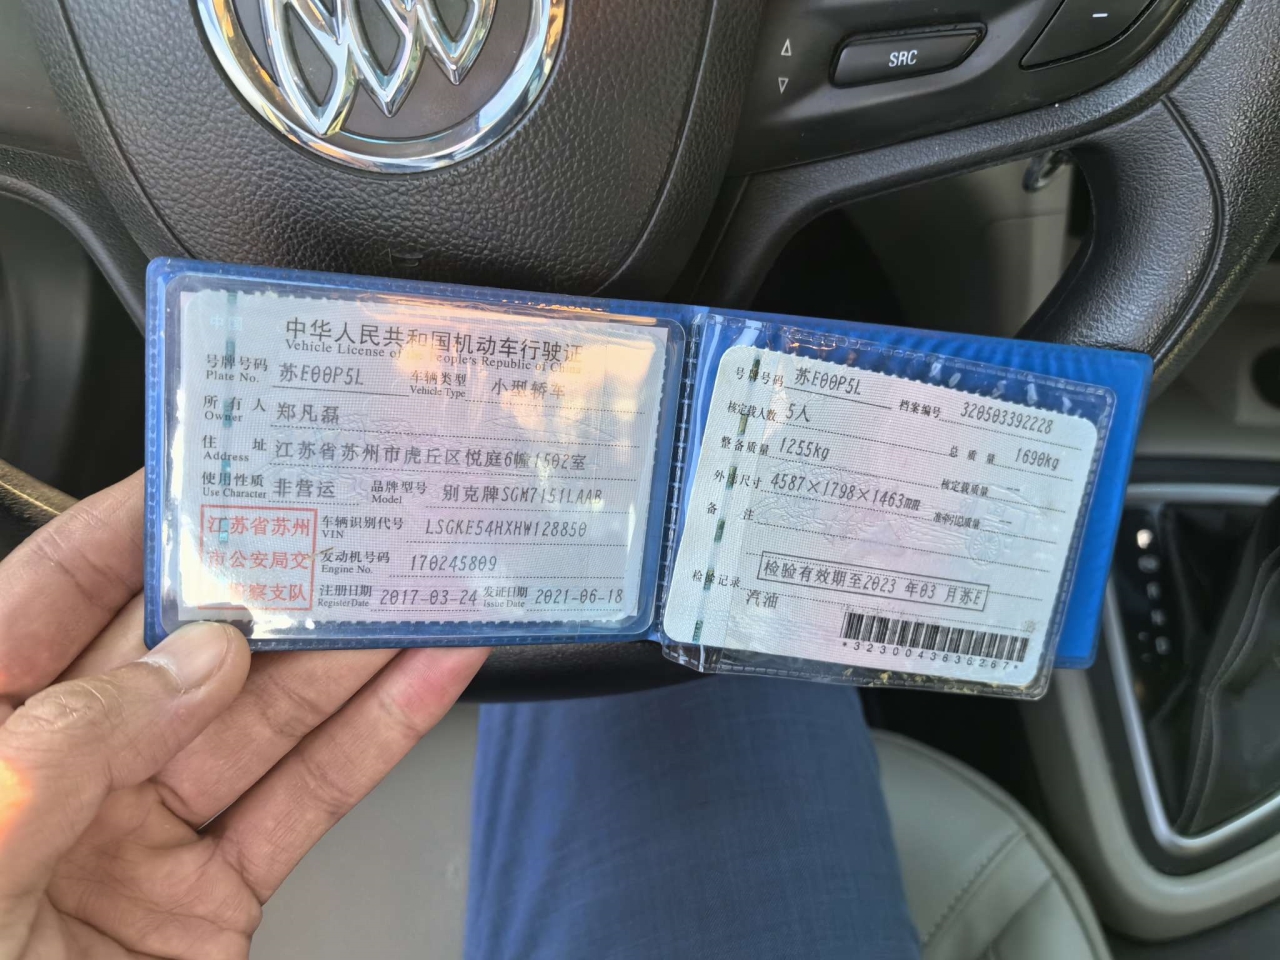 SRC
中华人民共和国机动车行驶证
Vehicle License of the People's Republic of China
号牌号码 苏E00P5L 车辆类型 小型轿车
Plate No. Vehicle Type
所有人 郑凡磊
Owner
住址 江苏省苏州市虎丘区悦庭6幢1502室
Address
使用性质 非营运 品牌型号 别克牌SGM7151LAAB
Use Character Model
江苏省苏州
市公安局交
警察支队
车辆识别代号 LSGKE54HXHW128850
VIN
发动机号码 170245809
Engine No.
注册日期 2017-03-24 发证日期 2021-06-18
Register Date Issue Date
号牌号码 苏E00P5L 档案编号 320503392228
核定载人数 5人 总质量 1690kg
整备质量 1255kg 核定载质量 --
外廓尺寸 4587×1798×1463mm 准牵引总质量 --
备注
检验有效期至2023 年03 月苏E
检验记录
汽油
*3230043636267*